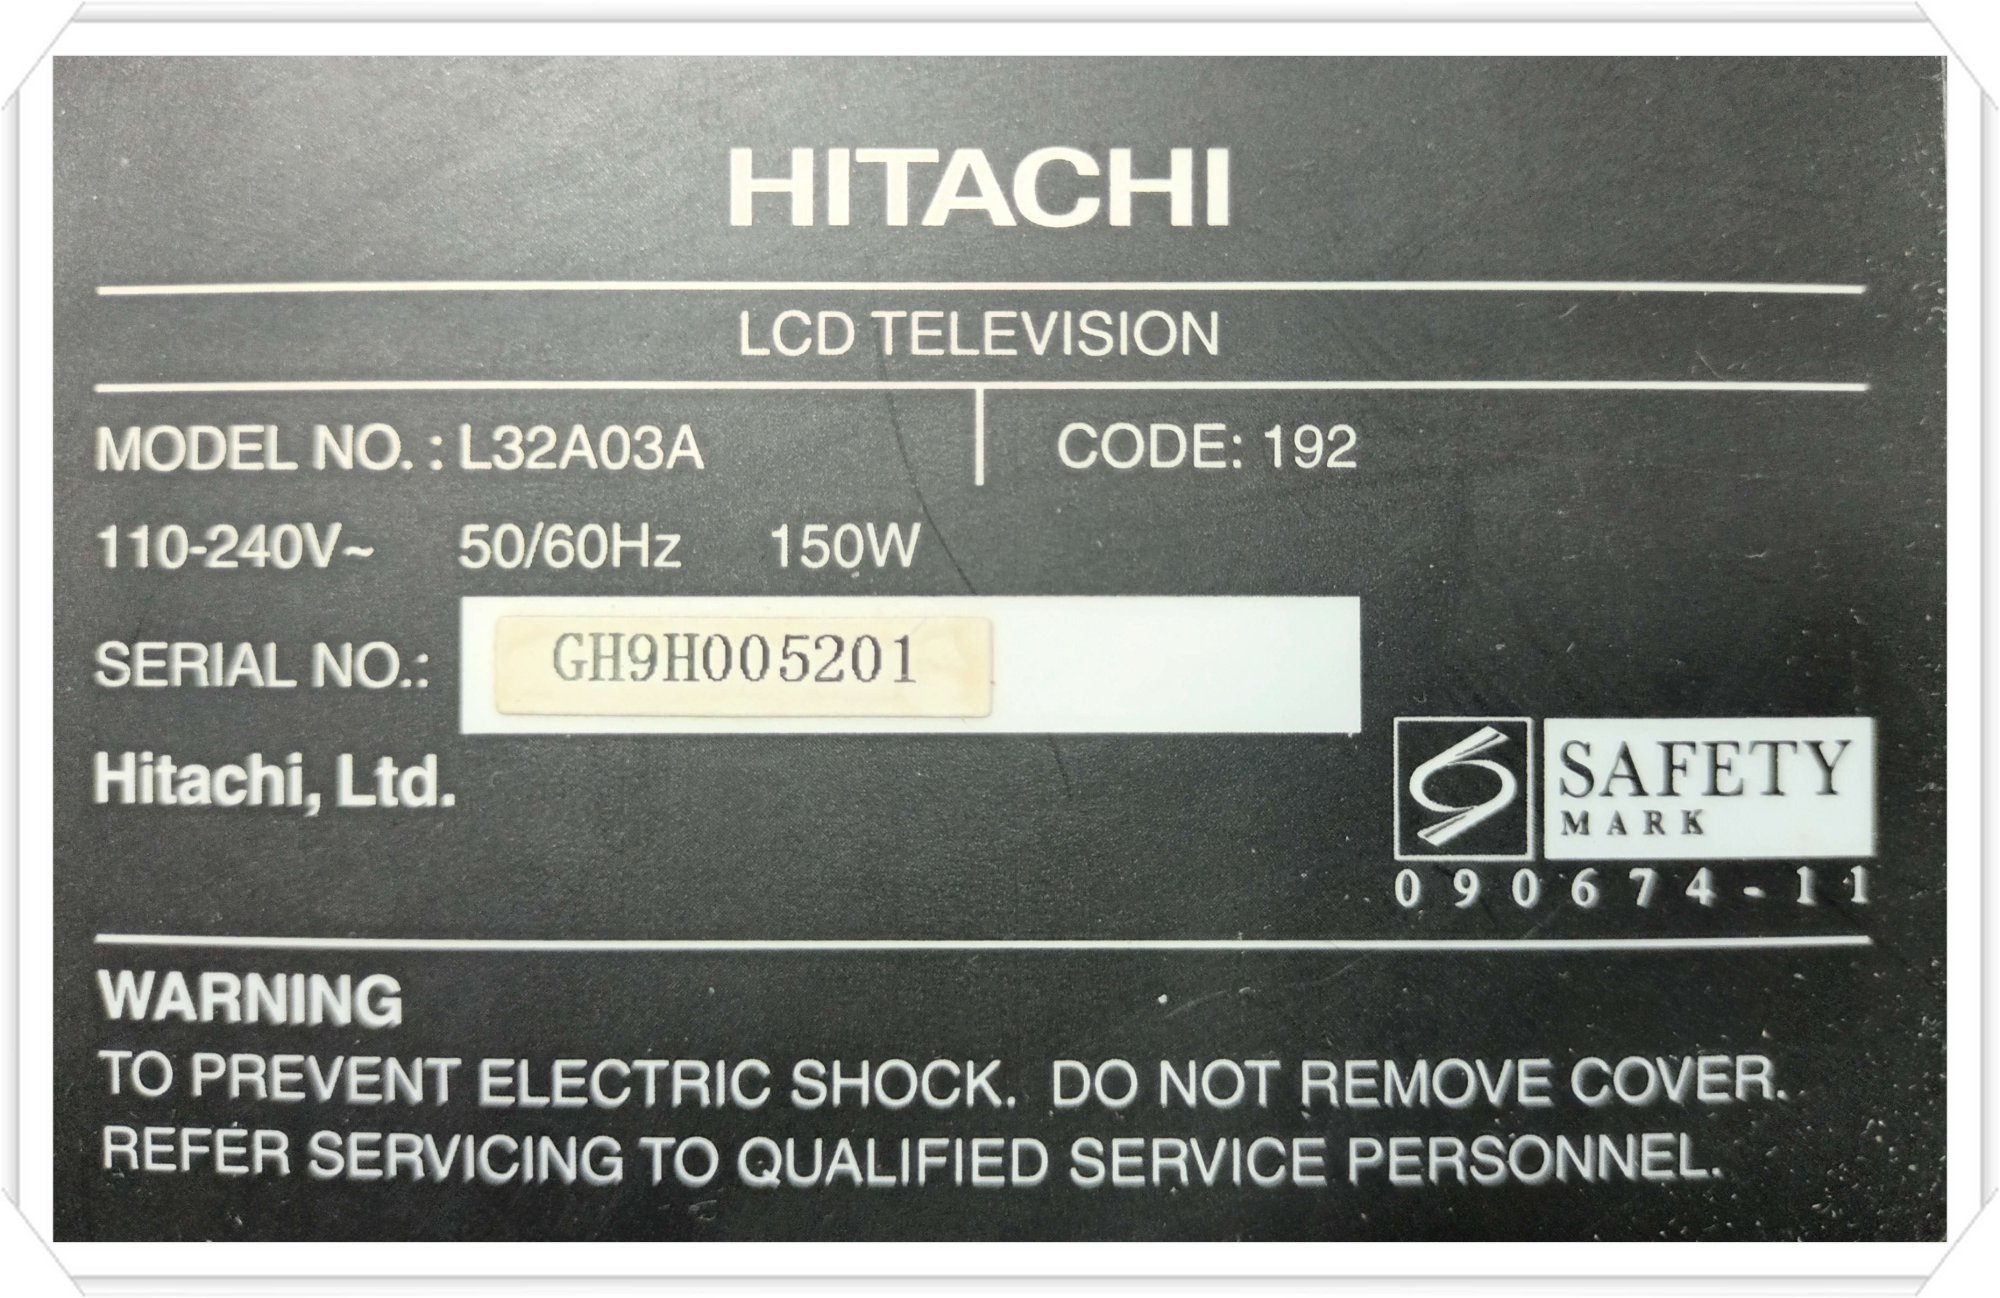 HITACHI
LCD TELEVISION
MODEL NO. : L32A03A CODE: 192
110-240V~ 50/60Hz 150W
SERIAL NO.: GH9H005201
Hitachi, Ltd.
SAFETY
MARK
090674-11
WARNING
TO PREVENT ELECTRIC SHOCK. DO NOT REMOVE COVER.
REFER SERVICING TO QUALIFIED SERVICE PERSONNEL.